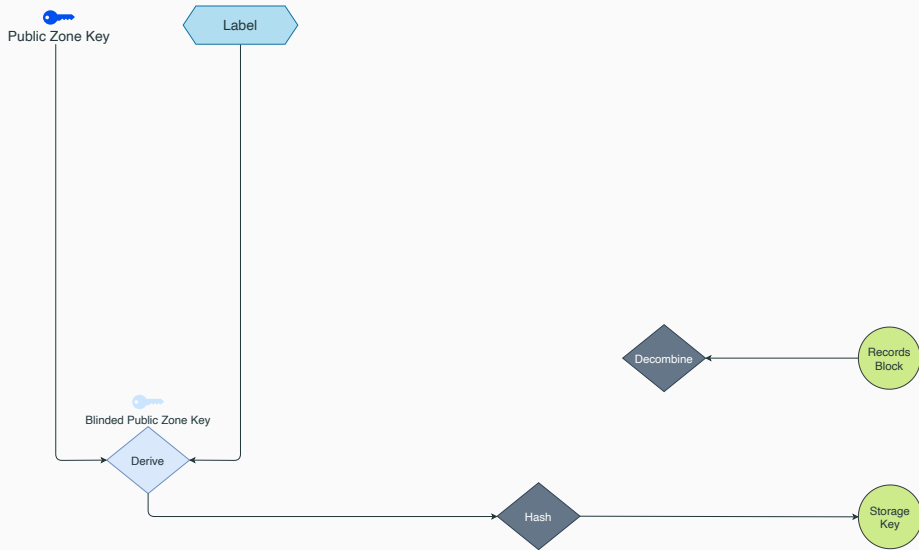 Public Zone Key
Label
Decombine
Records
Block
Blinded Public Zone Key
Derive
Hash
Storage
Key